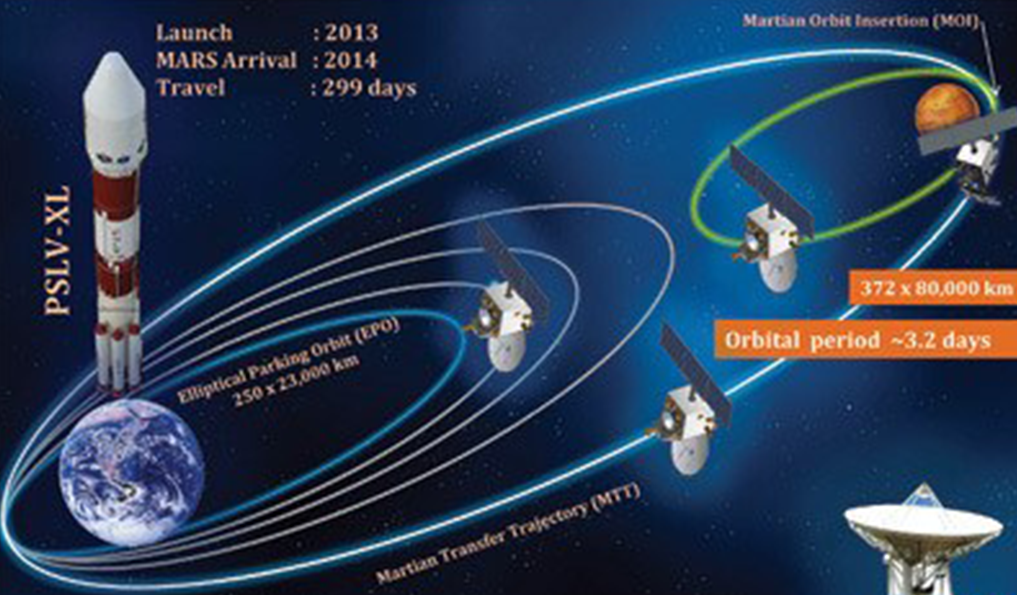 Launch : 2013
MARS Arrival : 2014
Travel : 299 days
Martian Orbit Insertion (MOI)
PSLV-XL
Elliptical Parking Orbit (EPO)
250 x 23,000 km
372 x 80,000 km
Orbital period ~3.2 days
Martian Transfer Trajectory (MTT)